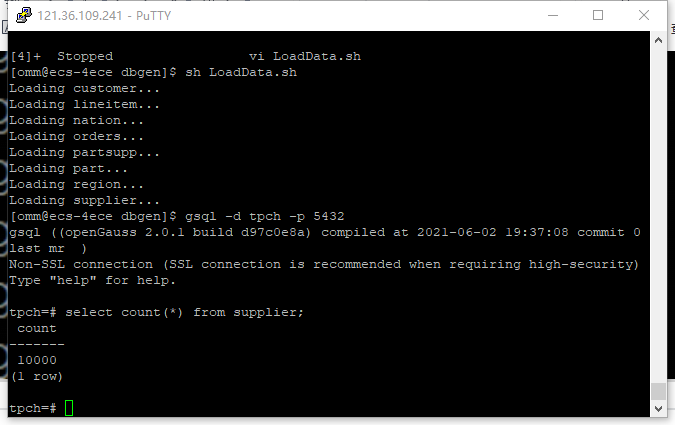 121.36.109.241 - PuTTY
[4]+  Stopped                 vi LoadData.sh
[omm@ecs-4ece dbgen]$ sh LoadData.sh
Loading customer...
Loading lineitem...
Loading nation...
Loading orders...
Loading partsupp...
Loading part...
Loading region...
Loading supplier...
[omm@ecs-4ece dbgen]$ gsql -d tpch -p 5432
gsql ((openGauss 2.0.1 build d97c0e8a) compiled at 2021-06-02 19:37:08 commit 0
last mr  )
Non-SSL connection (SSL connection is recommended when requiring high-security)
Type "help" for help.
tpch=# select count(*) from supplier;
 count
-------
 10000
(1 row)
tpch=#